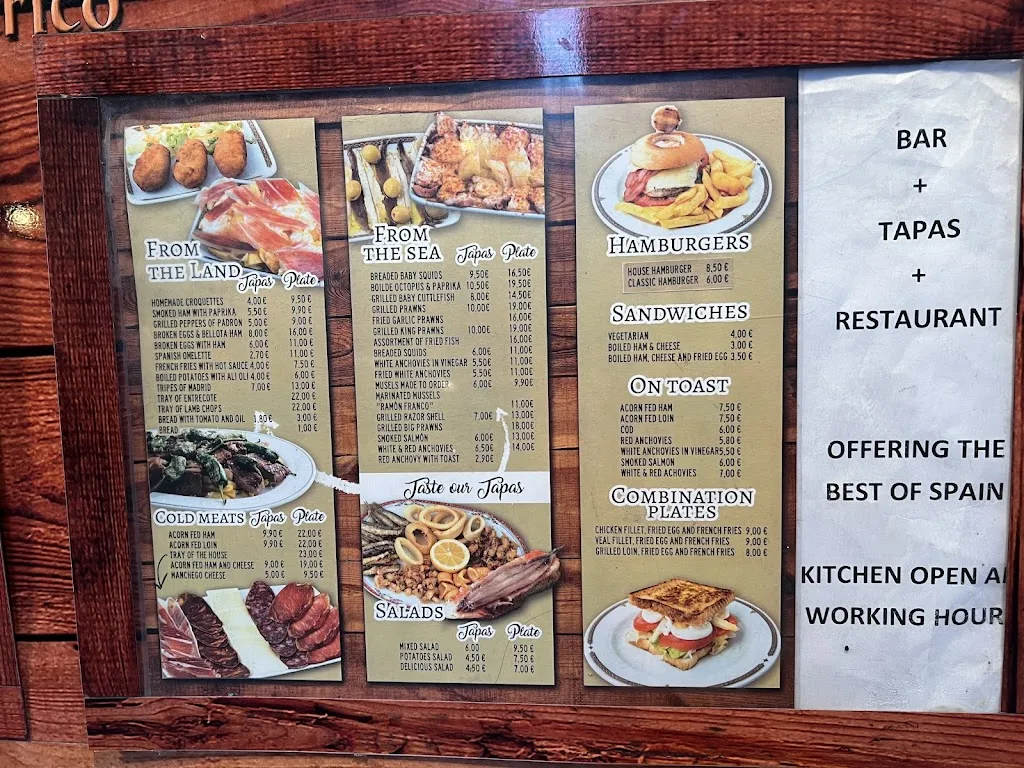 rico
FROM
THE LAND Tapas Plate
HOMEMADE CROQUETTES 4,00 € 9,50 €
SMOKED HAM WITH PAPRIKA 5,50 € 9,90 €
GRILLED PEPPERS OF PADRON 5,00 € 9,00 €
BROKEN EGGS & BELLOTA HAM 8,00 € 16,00 €
BROKEN EGGS WITH HAM 6,00 € 11,00 €
SPANISH OMELETTE 2,70 € 11,00 €
FRENCH FRIES WITH HOT SAUCE 4,00 € 7,50 €
BOILED POTATOES WITH ALI OLI 4,00 € 6,00 €
TRIPES OF MADRID 7,00 € 13,00 €
TRAY OF ENTRECOTE 22,00 €
TRAY OF LAMB CHOPS 22,00 €
BREAD WITH TOMATO AND OIL 1,80 € 3,00 €
BREAD 1,00 €
COLD MEATS Tapas Plate
ACORN FED HAM 9,90 € 22,00 €
ACORN FED LOIN 9,90 € 22,00 €
TRAY OF THE HOUSE 23,00 €
ACORN FED HAM AND CHEESE 9,00 € 19,00 €
MANCHEGO CHEESE 5,00 € 9,50 €
FROM
THE SEA Tapas Plate
BREADED BABY SQUIDS 9,50€ 16,50€
BOILDE OCTOPUS & PAPRIKA 10,50€ 19,50€
GRILLED BABY CUTTLEFISH 8,00€ 14,50€
GRILLED PRAWNS 10,00€ 19,00€
FRIED GARLIC PRAWNS 16,00€
GRILLED KING PRAWNS 10,00€ 19,00€
ASSORTMENT OF FRIED FISH 16,00€
BREADED SQUIDS 6,00€ 11,00€
WHITE ANCHOVIES IN VINEGAR 5,50€ 11,00€
FRIED WHITE ANCHOVIES 5,50€ 11,00€
MUSELS MADE TO ORDER 6,00€ 9,90€
MARINATED MUSSELS
"RAMÓN FRANCO" 11,00€
GRILLED RAZOR SHELL 7,00€ 13,00€
GRILLED BIG PRAWNS 18,00€
SMOKED SALMÓN 6,00€ 13,00€
WHITE & RED ANCHOVIES 6,50€ 14,00€
RED ANCHOVY WITH TOAST 2,90€
Taste our Tapas
SALADS
Tapas Plate
MIXED SALAD 6.00 9,50 €
POTATOES SALAD 4,50 € 7,50 €
DELICIOUS SALAD 4,50 € 7,00 €
HAMBURGERS
HOUSE HAMBURGER 8,50 €
CLASSIC HAMBURGER 6,00 €
SANDWICHES
VEGETARIAN 4,00 €
BOILED HAM & CHEESE 3.00 €
BOILED HAM, CHEESE AND FRIED EGG 3,50 €
ON TOAST
ACORN FED HAM 7,50 €
ACORN FED LOIN 7,50 €
COD 6,00 €
RED ANCHOVIES 5,80 €
WHITE ANCHOVIES IN VINEGAR 5,50 €
SMOKED SALMON 6,00 €
WHITE & RED ACHOVIES 7,00 €
COMBINATION
PLATES
CHICKEN FILLET, FRIED EGG AND FRENCH FRIES 9,00 €
VEAL FILLET, FRIED EGG AND FRENCH FRIES 9,00 €
GRILLED LOIN, FRIED EGG AND FRENCH FRIES 8,00 €
BAR
+
TAPAS
+
RESTAURANT
OFFERING THE
BEST OF SPAIN
KITCHEN OPEN A
WORKING HOUR